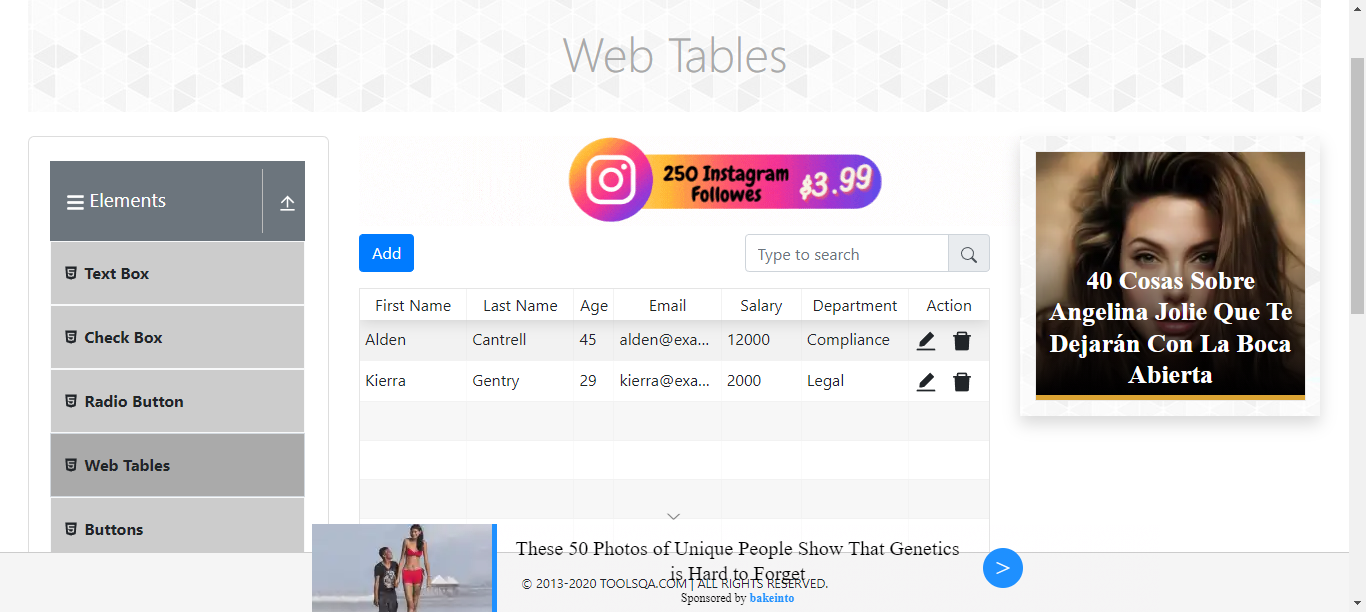 Web Tables
Elements
Text Box
Check Box
Radio Button
Web Tables
Buttons
250 Instagram
Followes
$3.99
Add
Type to search
First Name Last Name Age Email Salary Department Action
Alden Cantrell 45 alden@exa... 12000 Compliance
Kierra Gentry 29 kierra@exa... 2000 Legal
40 Cosas Sobre
Angelina Jolie Que Te
Dejarán Con La Boca
Abierta
These 50 Photos of Unique People Show That Genetics
is Hard to Forget
© 2013-2020 TOOLSQA.COM | ALL RIGHTS RESERVED.
Sponsored by bakeinto
>